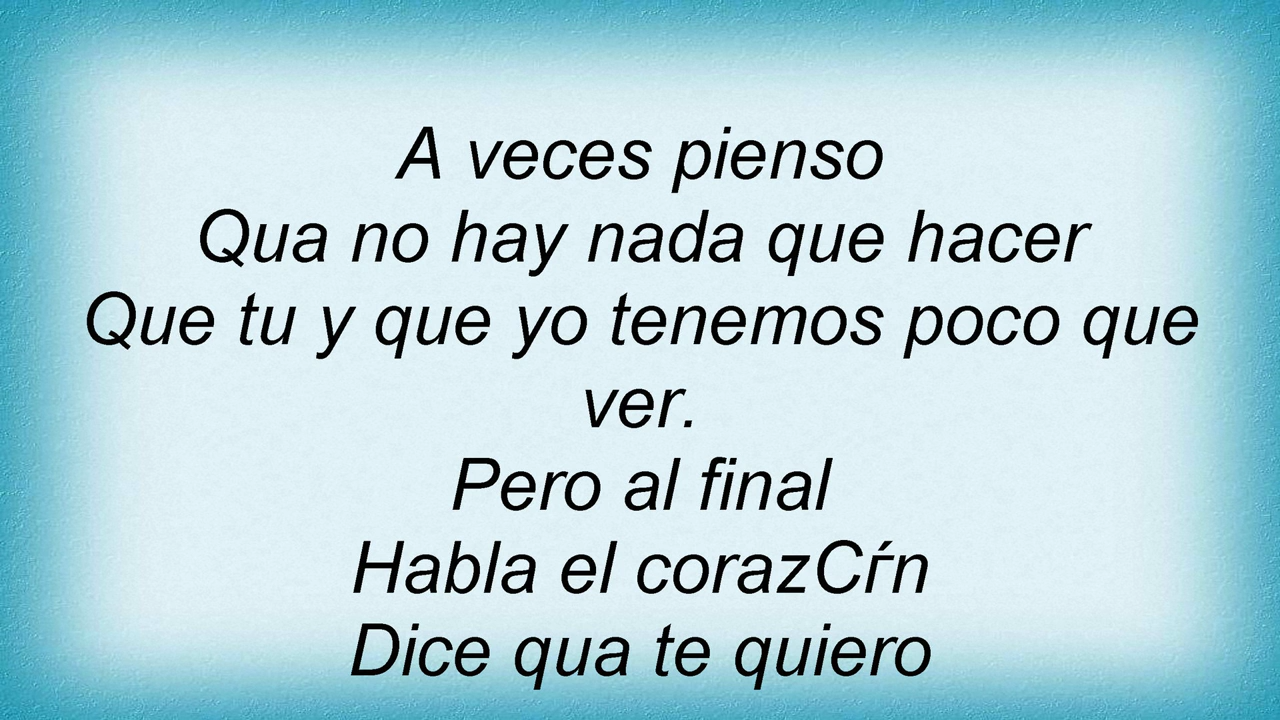 A veces pienso
Qua no hay nada que hacer
Que tu y que yo tenemos poco que
ver.
Pero al final
Habla el corazCŕn
Dice qua te quiero